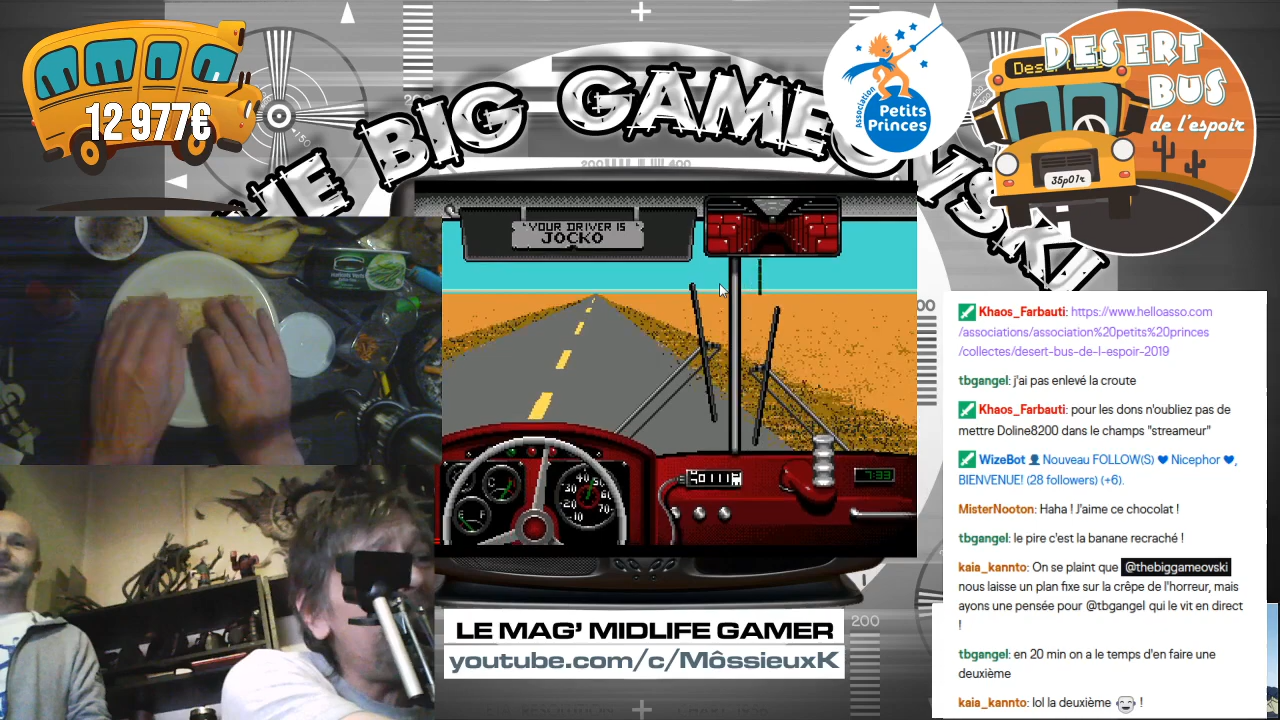 12 977€
THE BIG GAMEOVSKI
Association
Petits
Princes
DESERT
BUS
de l'espoir
35p01r
YOUR DRIVER IS
JOCKO
7:33
LE MAG' MIDLIFE GAMER
youtube.com/c/MôssieuxK
200
Khaos_Farbauti: https://www.helloasso.com
/associations/association%20petits%20princes
/collectes/desert-bus-de-l-espoir-2019
tbgangel: j'ai pas enlevé la croute
Khaos_Farbauti: pour les dons n'oubliez pas de
mettre Doline8200 dans le champs "streameur"
WizeBot Nouveau FOLLOW(S) ❤ Nicephor ❤,
BIENVENUE! (28 followers) (+6).
MisterNooton: Haha ! J'aime ce chocolat !
tbgangel: le pire c'est la banane recraché !
kaia_kannto: On se plaint que @thebiggameovski
nous laisse un plan fixe sur la crêpe de l'horreur, mais
ayons une pensée pour @tbgangel qui le vit en direct
!
tbgangel: en 20 min on a le temps d'en faire une
deuxième
kaia_kannto: lol la deuxième !